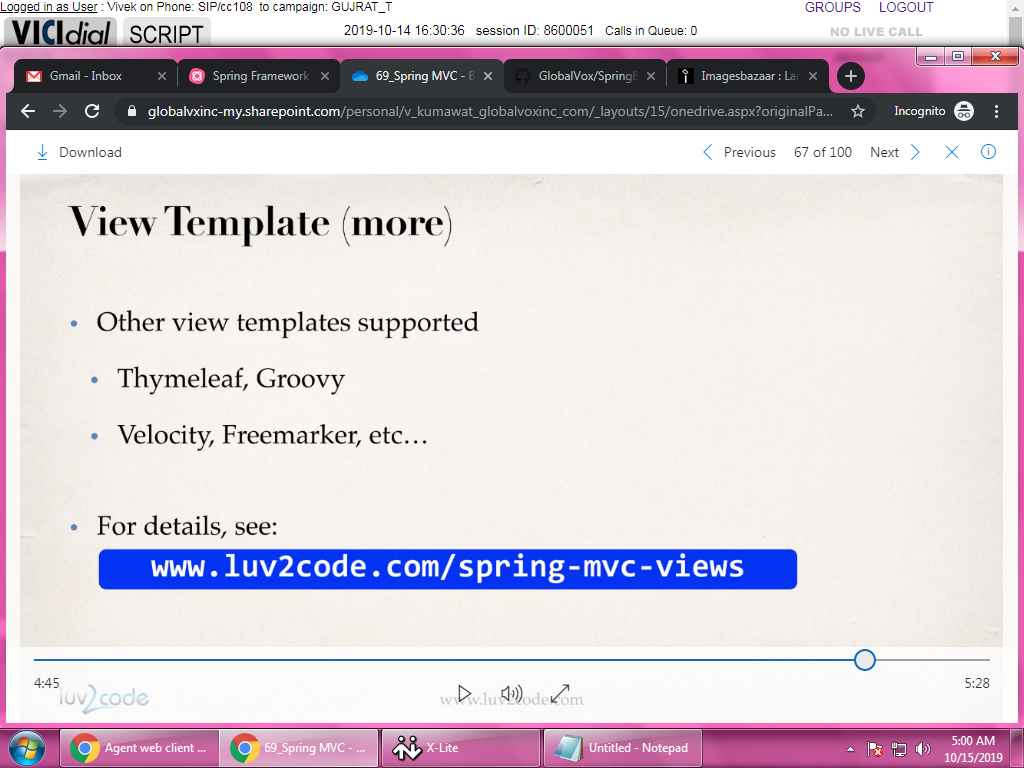 Logged in as User : Vivek on Phone: SIP/cc108 to campaign: GUJRAT_T
GROUPS LOGOUT
VICIdial SCRIPT
2019-10-14 16:30:36 session ID: 8600051 Calls in Queue: 0
NO LIVE CALL
Gmail - Inbox
Spring Framework
69_Spring MVC - B
GlobalVox/SpringB
Imagesbazaar : Lar
globalvxinc-my.sharepoint.com/personal/v_kumawat_globalvoxinc_com/_layouts/15/onedrive.aspx?originalPa...
Incognito
Download
Previous 67 of 100 Next
View Template (more)
• Other view templates supported
• Thymeleaf, Groovy
• Velocity, Freemarker, etc…
• For details, see:
www.luv2code.com/spring-mvc-views
4:45
5:28
luv2code
www.luv2code.com
Agent web client ...
69_Spring MVC - ...
X-Lite
Untitled - Notepad
5:00 AM
10/15/2019